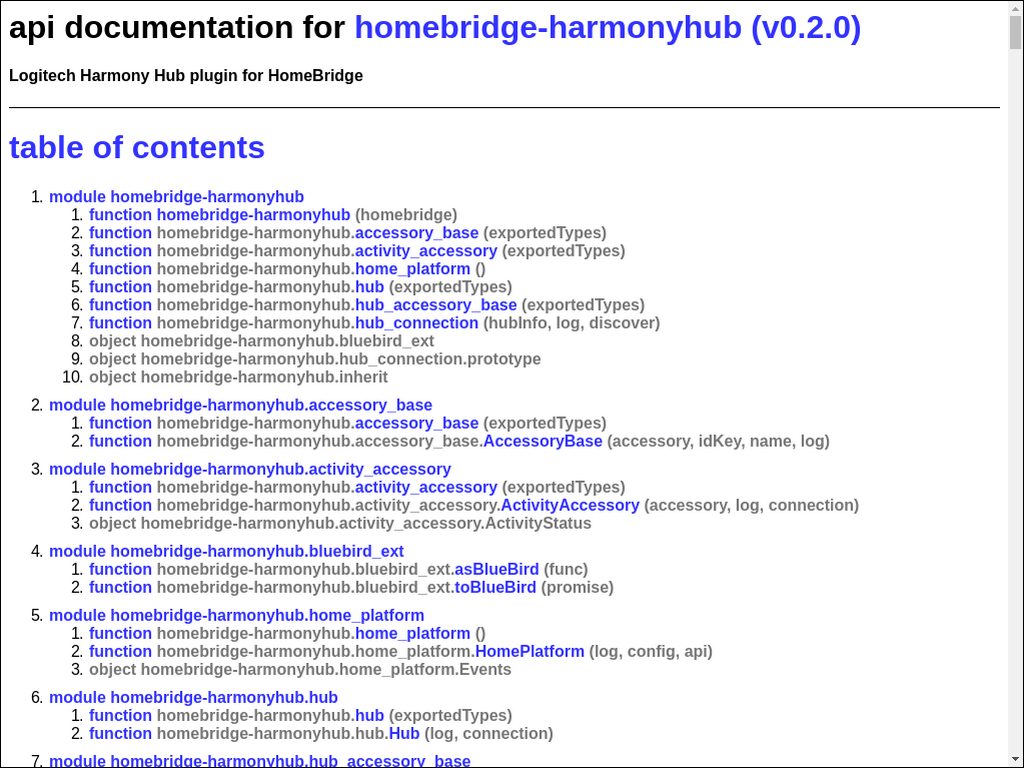 api documentation for homebridge-harmonyhub (v0.2.0)
Logitech Harmony Hub plugin for HomeBridge
table of contents
1. module homebridge-harmonyhub
1. function homebridge-harmonyhub (homebridge)
2. function homebridge-harmonyhub.accessory_base (exportedTypes)
3. function homebridge-harmonyhub.activity_accessory (exportedTypes)
4. function homebridge-harmonyhub.home_platform ()
5. function homebridge-harmonyhub.hub (exportedTypes)
6. function homebridge-harmonyhub.hub_accessory_base (exportedTypes)
7. function homebridge-harmonyhub.hub_connection (hubInfo, log, discover)
8. object homebridge-harmonyhub.bluebird_ext
9. object homebridge-harmonyhub.hub_connection.prototype
10. object homebridge-harmonyhub.inherit
2. module homebridge-harmonyhub.accessory_base
1. function homebridge-harmonyhub.accessory_base (exportedTypes)
2. function homebridge-harmonyhub.accessory_base.AccessoryBase (accessory, idKey, name, log)
3. module homebridge-harmonyhub.activity_accessory
1. function homebridge-harmonyhub.activity_accessory (exportedTypes)
2. function homebridge-harmonyhub.activity_accessory.ActivityAccessory (accessory, log, connection)
3. object homebridge-harmonyhub.activity_accessory.ActivityStatus
4. module homebridge-harmonyhub.bluebird_ext
1. function homebridge-harmonyhub.bluebird_ext.asBlueBird (func)
2. function homebridge-harmonyhub.bluebird_ext.toBlueBird (promise)
5. module homebridge-harmonyhub.home_platform
1. function homebridge-harmonyhub.home_platform ()
2. function homebridge-harmonyhub.home_platform.HomePlatform (log, config, api)
3. object homebridge-harmonyhub.home_platform.Events
6. module homebridge-harmonyhub.hub
1. function homebridge-harmonyhub.hub (exportedTypes)
2. function homebridge-harmonyhub.hub.Hub (log, connection)
7. module homebridge-harmonyhub.hub_accessory_base